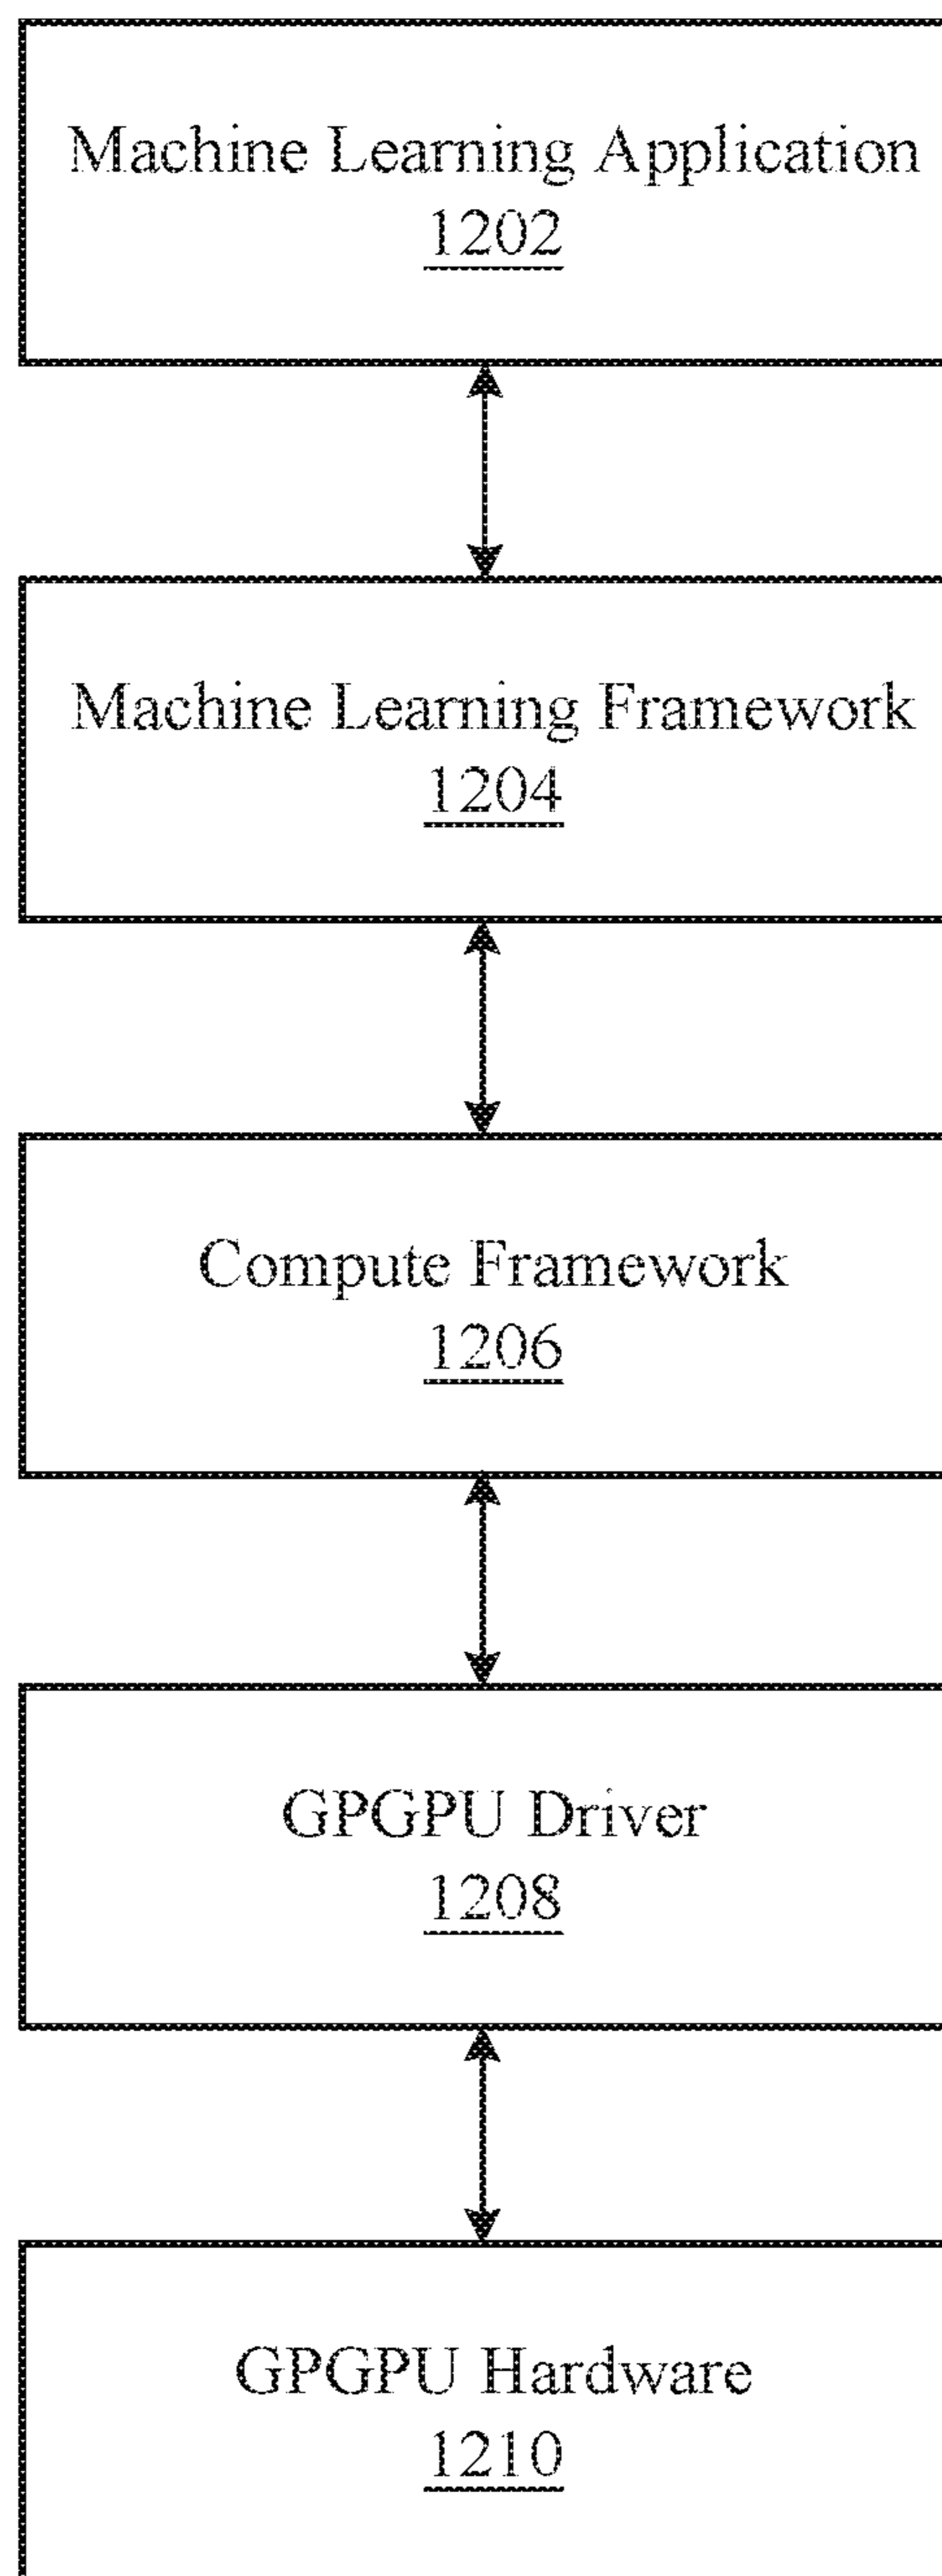 Machine Learning Application
1202
Machine Learning Framework
1204
Compute Framework
1206
GPGPU Driver
1208
GPGPU Hardware
1210